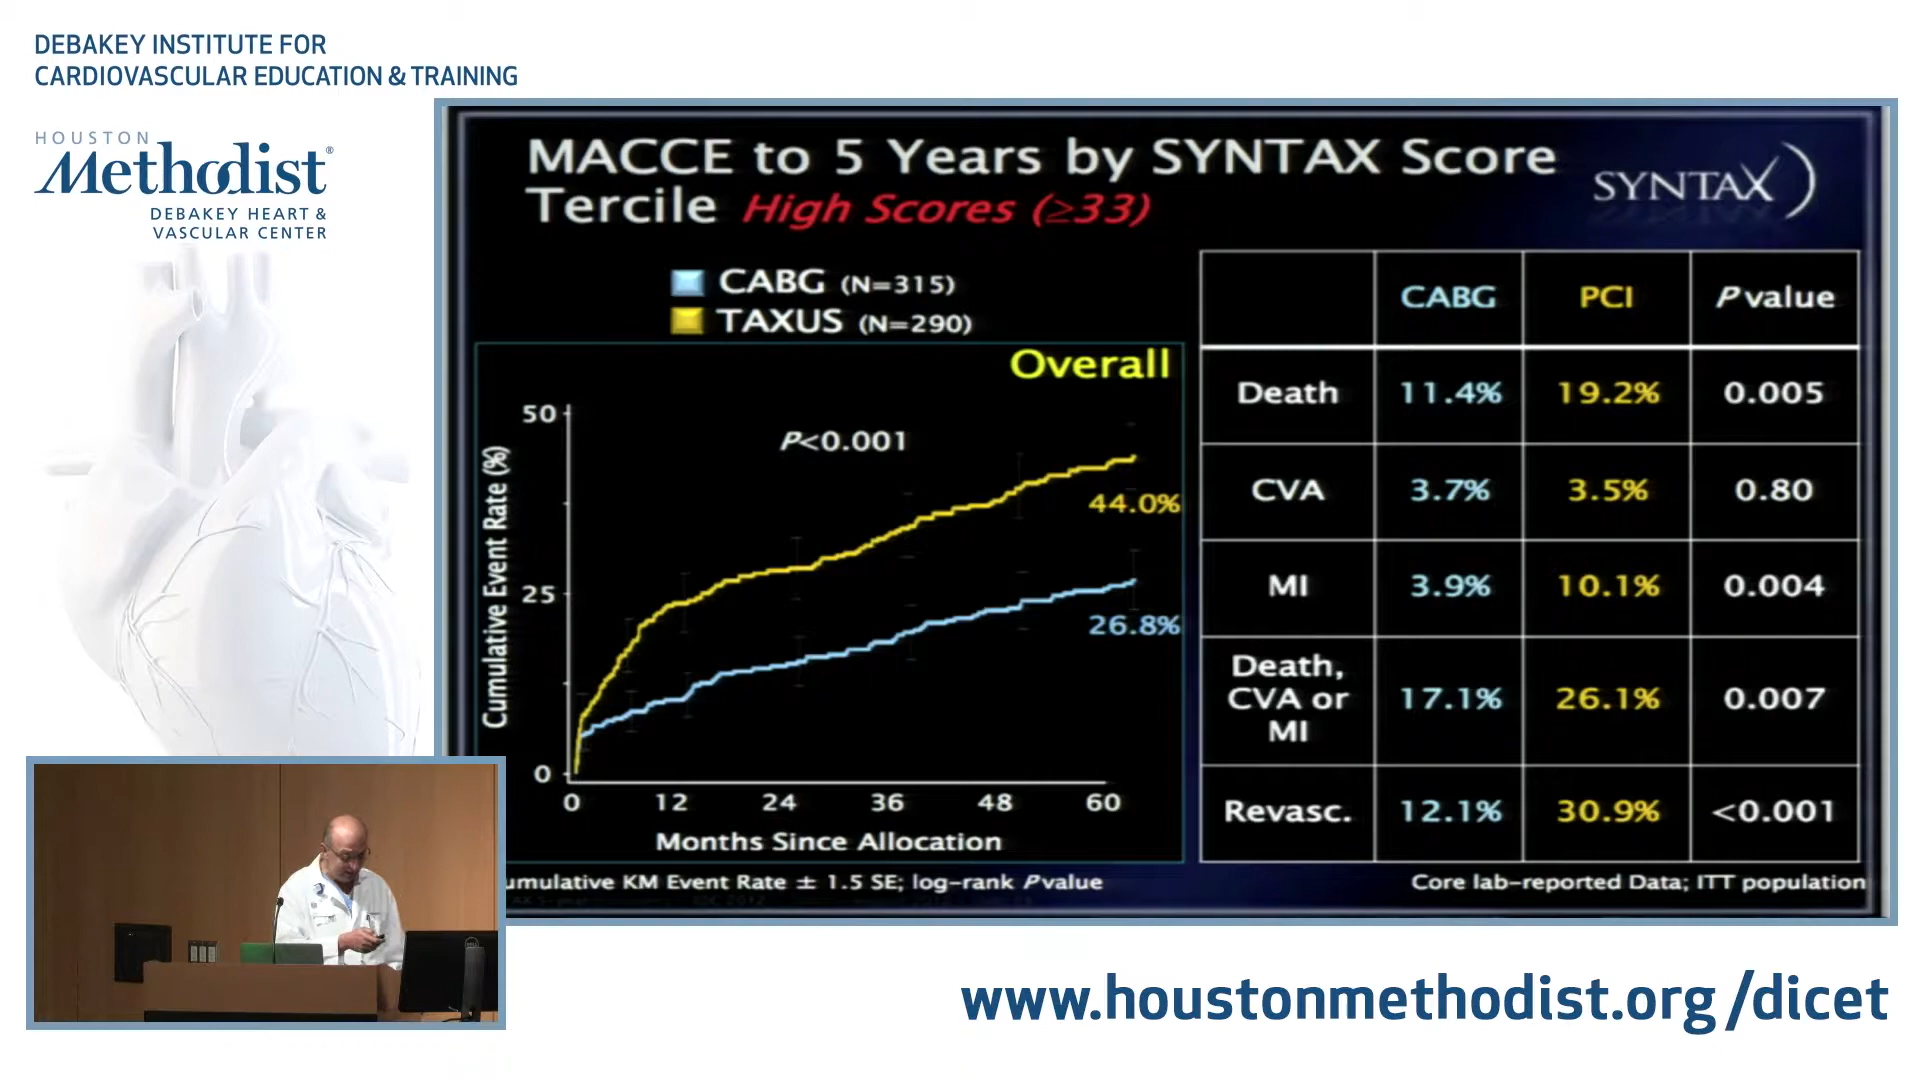 DEBAKEY INSTITUTE FOR
CARDIOVASCULAR EDUCATION & TRAINING
HOUSTON
Methodist®
DEBAKEY HEART &
VASCULAR CENTER
MACCE to 5 Years by SYNTAX Score
Tercile High Scores (≥33)
SYNTAX
CABG (N=315)
TAXUS (N=290)
Overall
P<0.001
50
25
0
Cumulative Event Rate (%)
44.0%
26.8%
0 12 24 36 48 60
Months Since Allocation
CABG PCI P value
Death 11.4% 19.2% 0.005
CVA 3.7% 3.5% 0.80
MI 3.9% 10.1% 0.004
Death,
CVA or
MI 17.1% 26.1% 0.007
Revasc. 12.1% 30.9% <0.001
umulative KM Event Rate ± 1.5 SE; log-rank P value
Core lab-reported Data; ITT population
www.houstonmethodist.org/dicet